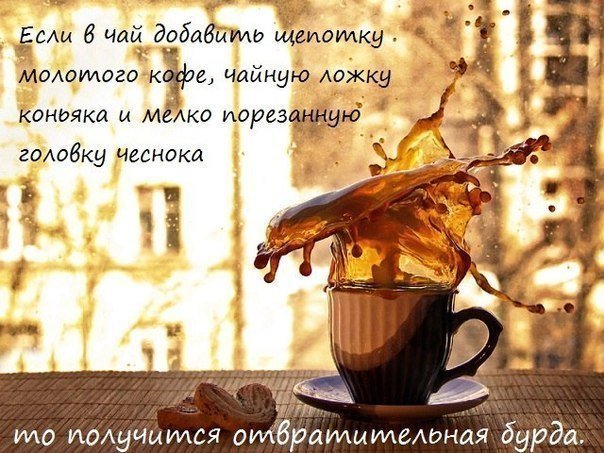 Если в чай добавить щепотку
молотого кофе, чайную ложку
коньяка и мелко порезанную
головку чеснока
то получится отвратительная бурда.